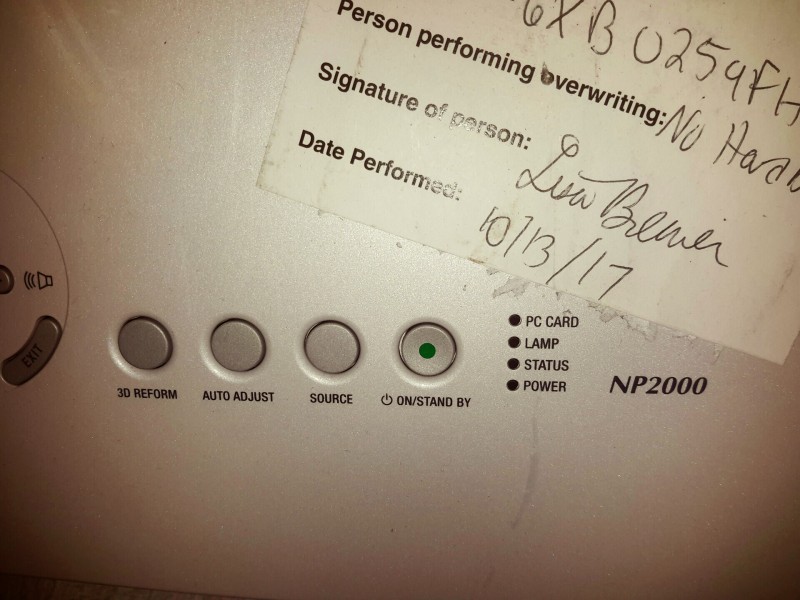 6XB0259FH
Person performing overwriting: No Hard
Signature of person: Lisa
Date Performed: 10/13/17
EXIT
3D REFORM
AUTO ADJUST
SOURCE
ON/STAND BY
PC CARD
LAMP
STATUS
POWER
NP2000